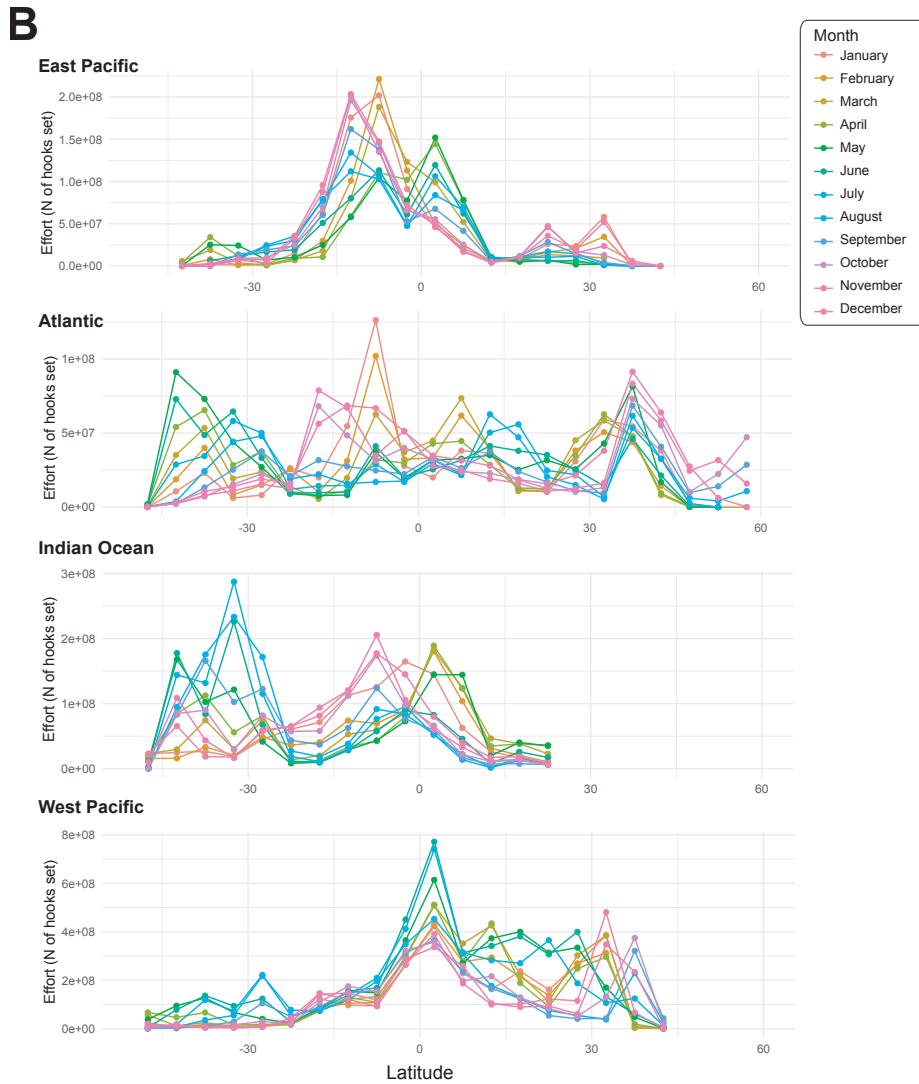 B
Month
January
February
March
April
May
June
July
August
September
October
November
December
East Pacific
Effort (N of hooks set)
2.0e+08
1.5e+08
1.0e+08
5.0e+07
0.0e+00
-30 0 30 60
Atlantic
Effort (N of hooks set)
1e+08
5e+07
0e+00
-30 0 30 60
Indian Ocean
Effort (N of hooks set)
3e+08
2e+08
1e+08
0e+00
-30 0 30 60
West Pacific
Effort (N of hooks set)
8e+08
6e+08
4e+08
2e+08
0e+00
-30 0 30 60
Latitude